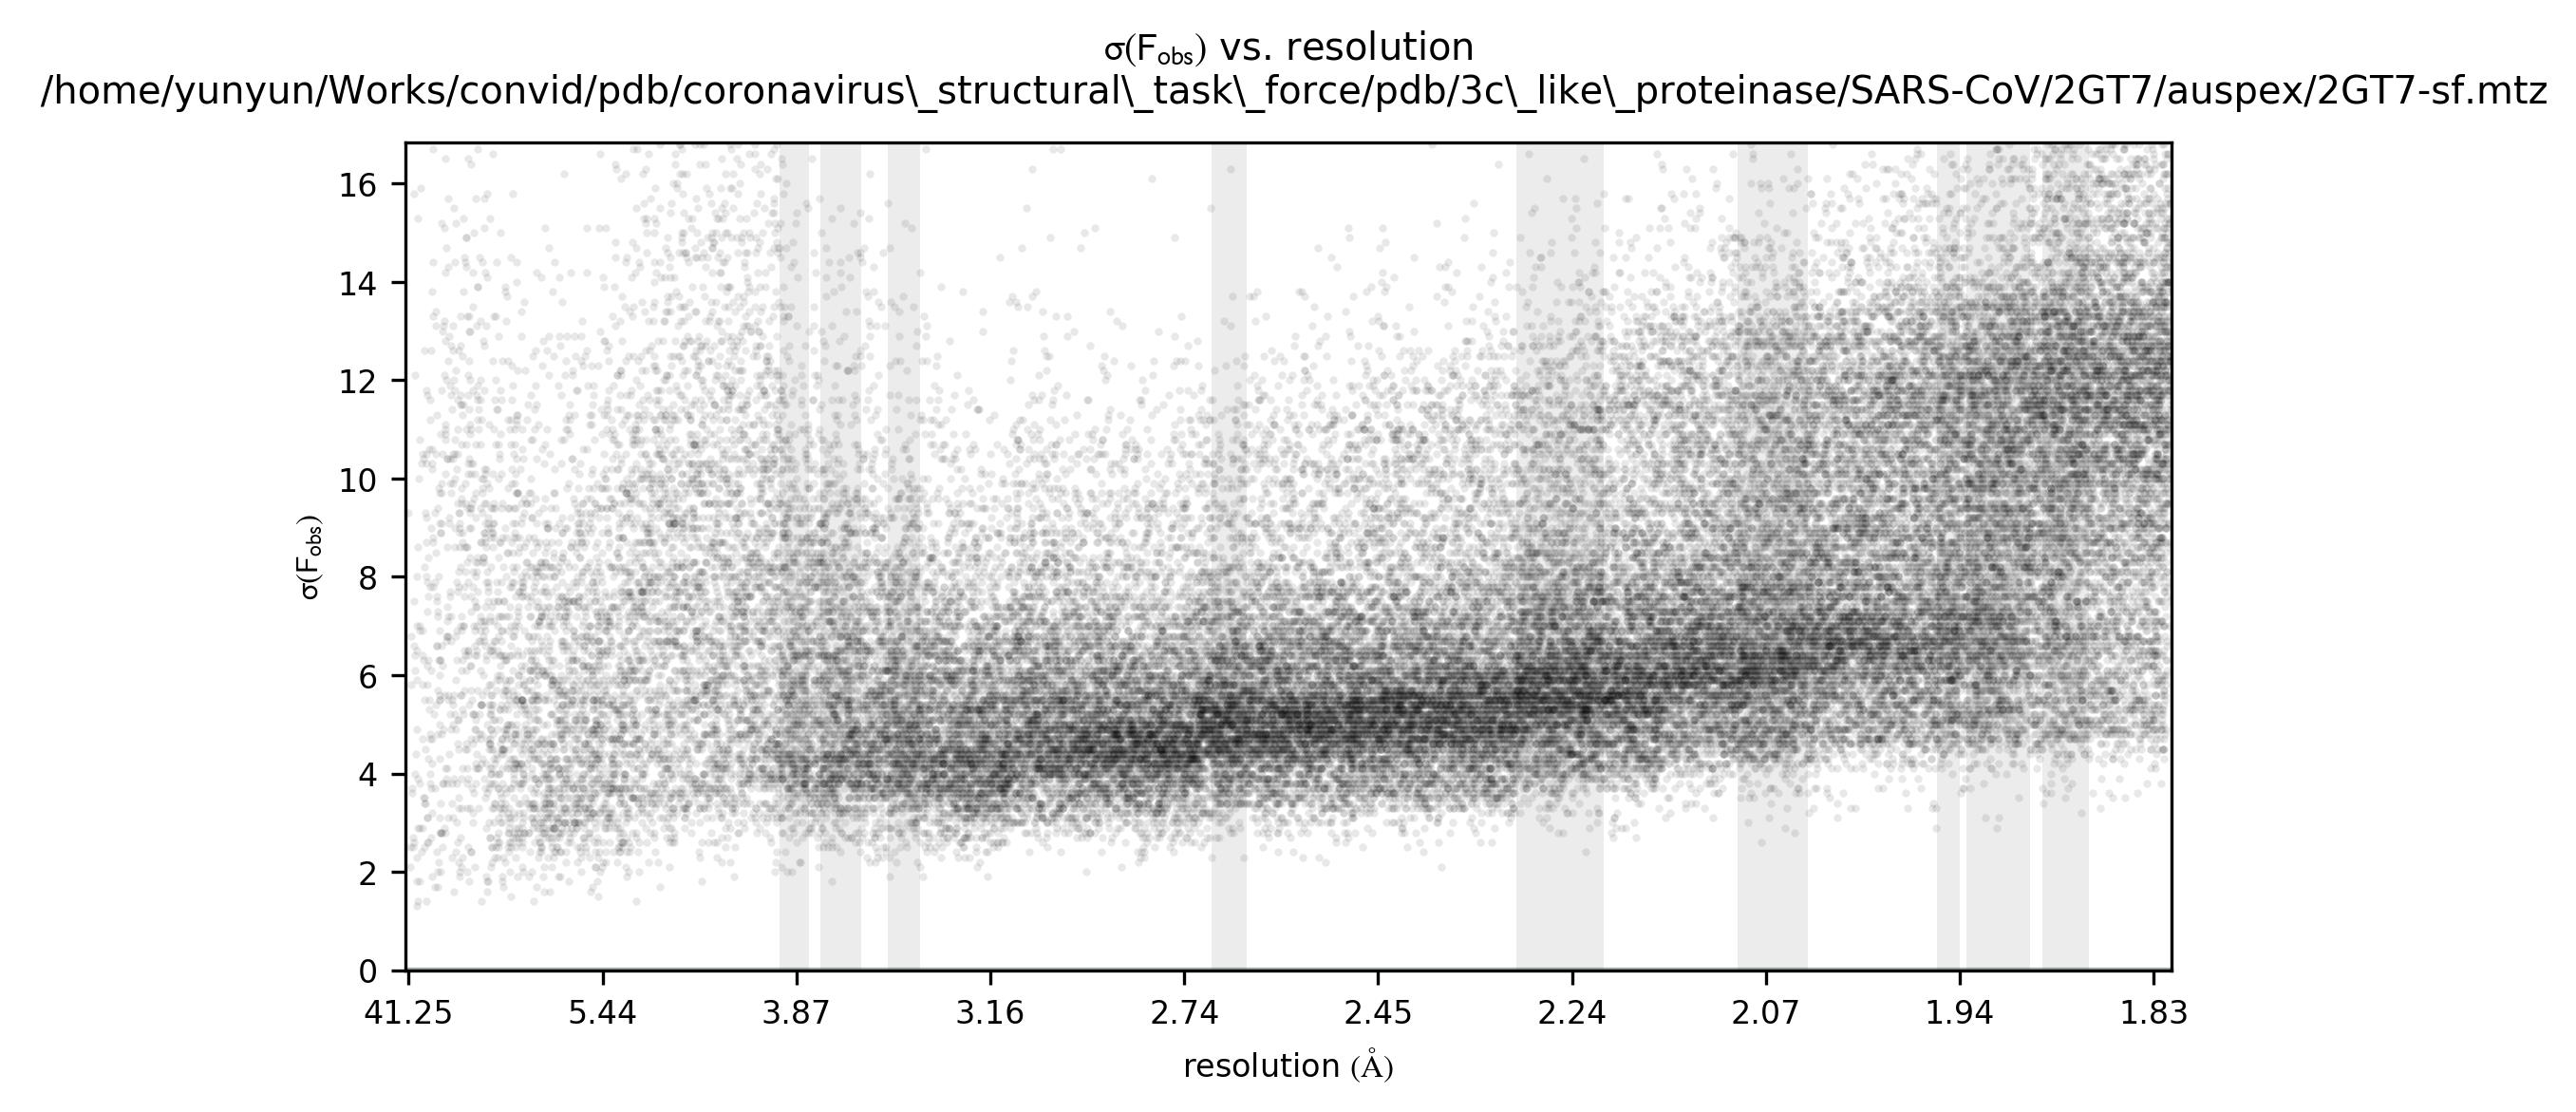 σ(Fobs) vs. resolution
/home/yunyun/Works/convid/pdb/coronavirus\_structural\_task\_force/pdb/3c\_like\_proteinase/SARS-CoV/2GT7/auspex/2GT7-sf.mtz
16
14
12
10
8
6
4
2
0
σ(Fobs)
41.25 5.44 3.87 3.16 2.74 2.45 2.24 2.07 1.94 1.83
resolution (Å)